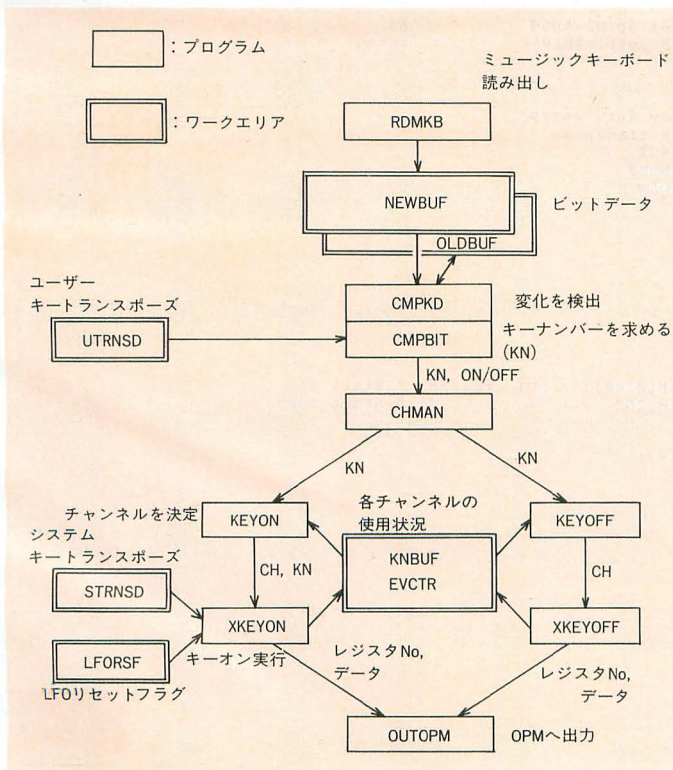 ：プログラム
：ワークエリア
ミュージックキーボード
読み出し
RDMKB
NEWBUF
ビットデータ
OLDBUF
ユーザー
キートランスポーズ
UTRNSD
CMPKD
変化を検出
CMPBIT
キーナンバーを求める
(KN)
KN, ON/OFF
CHMAN
KN
KN
チャンネルを決定
KEYON
各チャンネルの
使用状況
KEYOFF
システム
キートランスポーズ
STRNSD
CH, KN
KNBUF
EVCTR
CH
XKEYON
XKEYOFF
LFORSF
キーオン実行
LFOリセットフラグ
レジスタNo,
データ
レジスタNo,
データ
OUTOPM
OPMへ出力